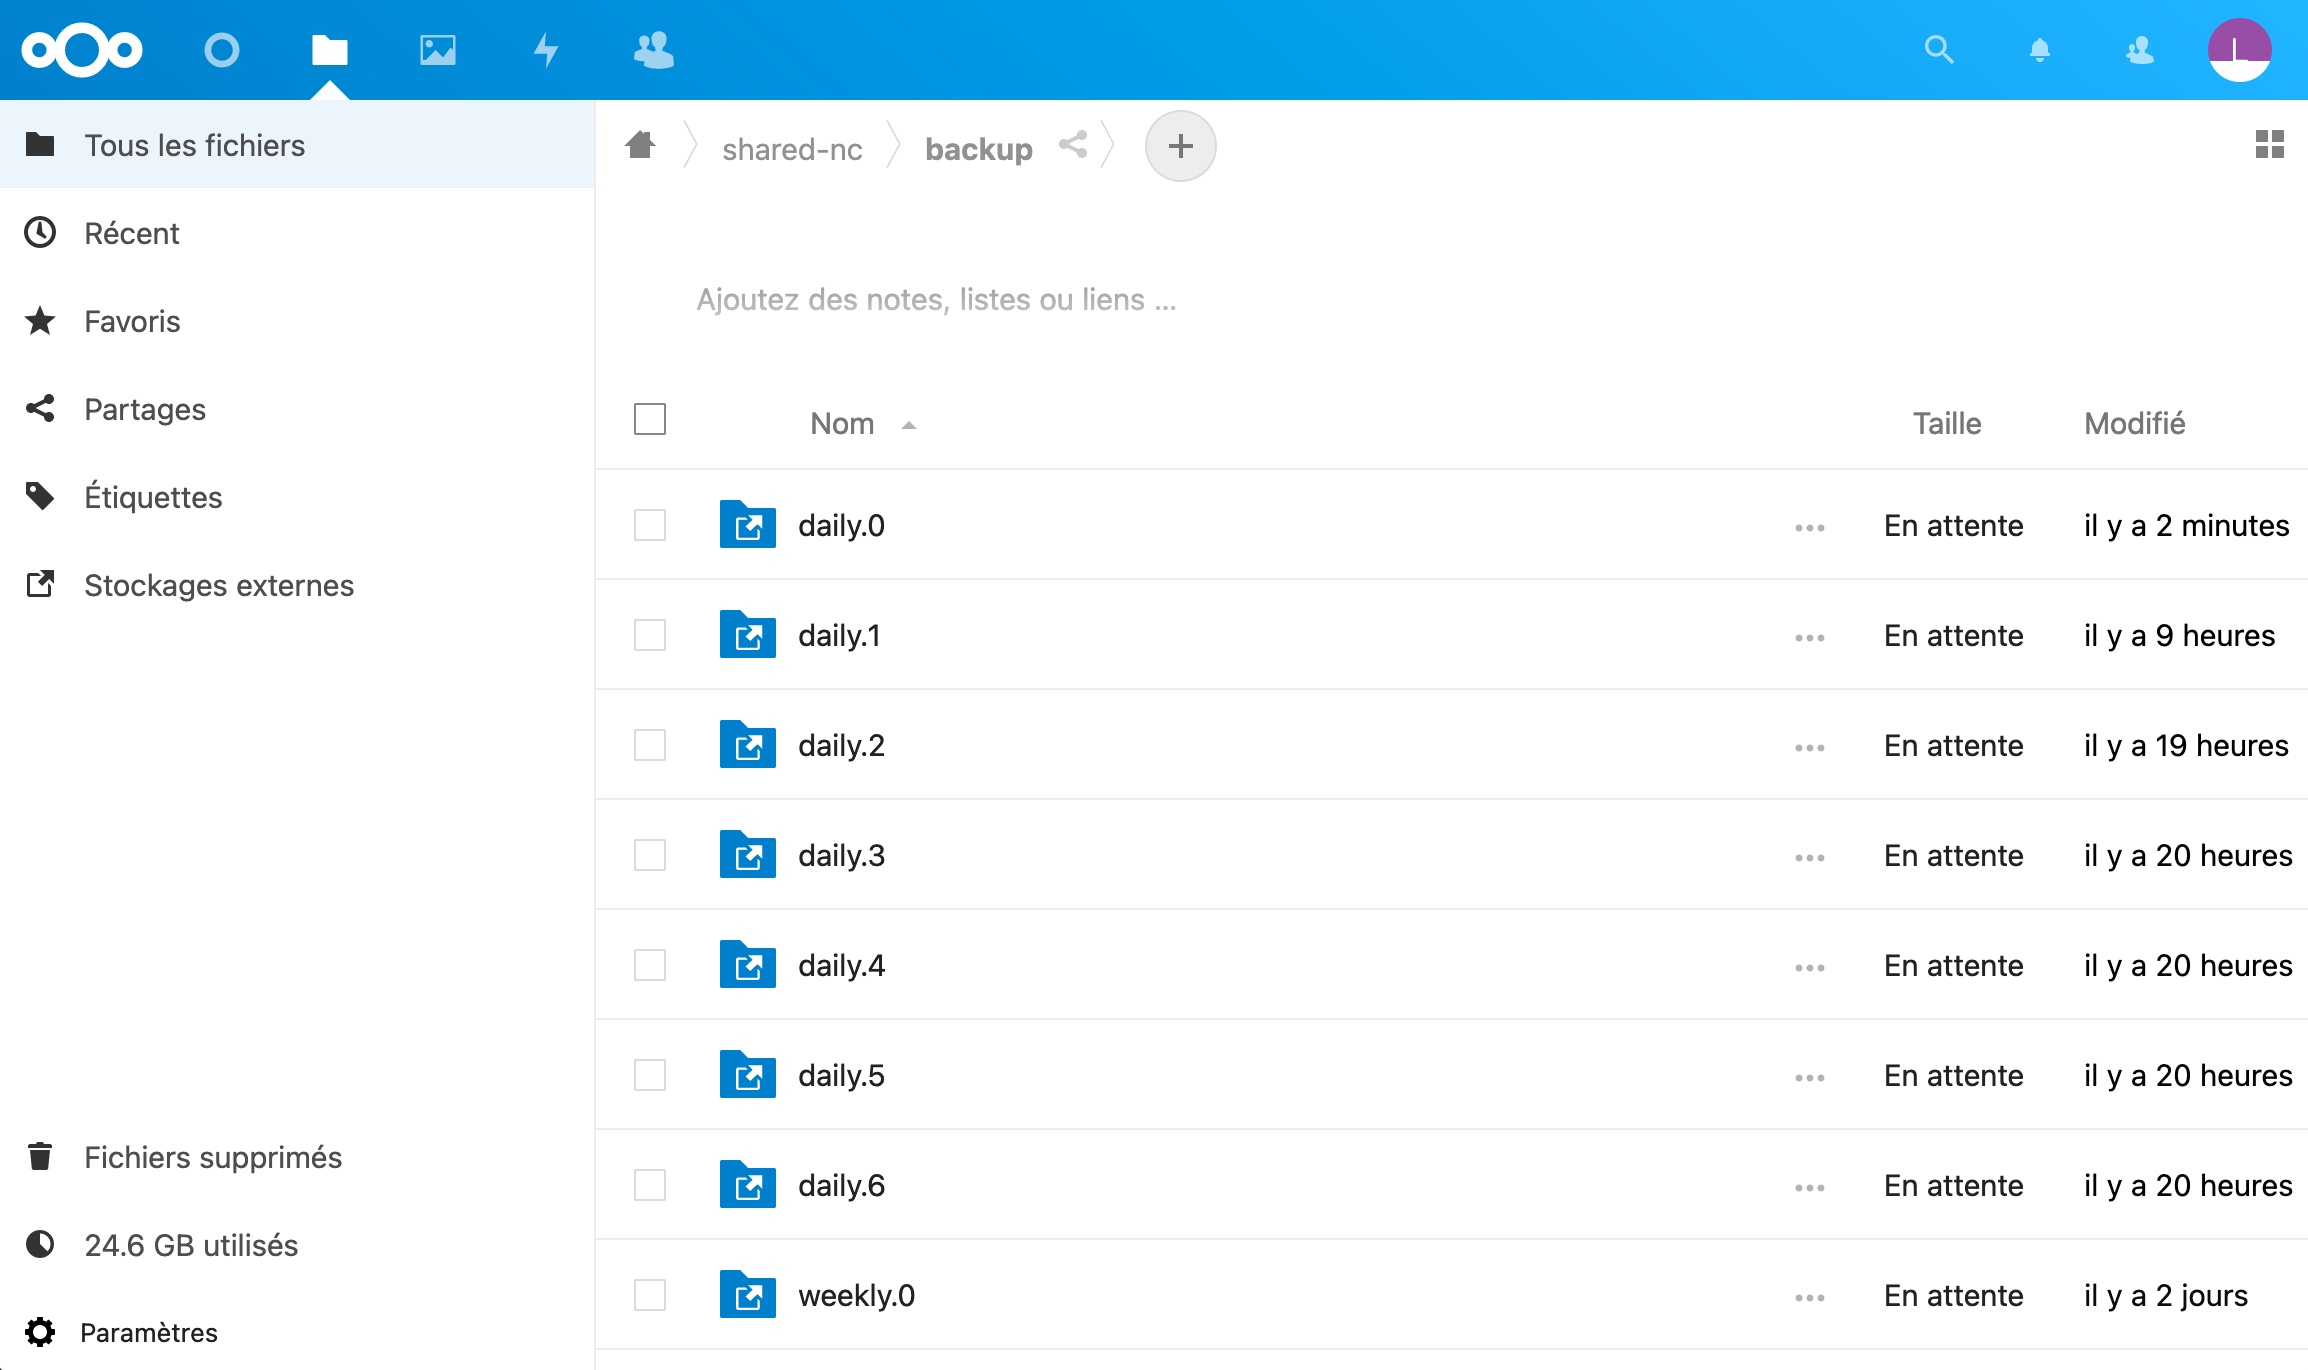 L
Tous les fichiers
Récent
Favoris
Partages
Étiquettes
Stockages externes
Fichiers supprimés
24.6 GB utilisés
Paramètres
shared-nc backup +
Ajoutez des notes, listes ou liens ...
Nom Taille Modifié
daily.0 ... En attente il y a 2 minutes
daily.1 ... En attente il y a 9 heures
daily.2 ... En attente il y a 19 heures
daily.3 ... En attente il y a 20 heures
daily.4 ... En attente il y a 20 heures
daily.5 ... En attente il y a 20 heures
daily.6 ... En attente il y a 20 heures
weekly.0 ... En attente il y a 2 jours